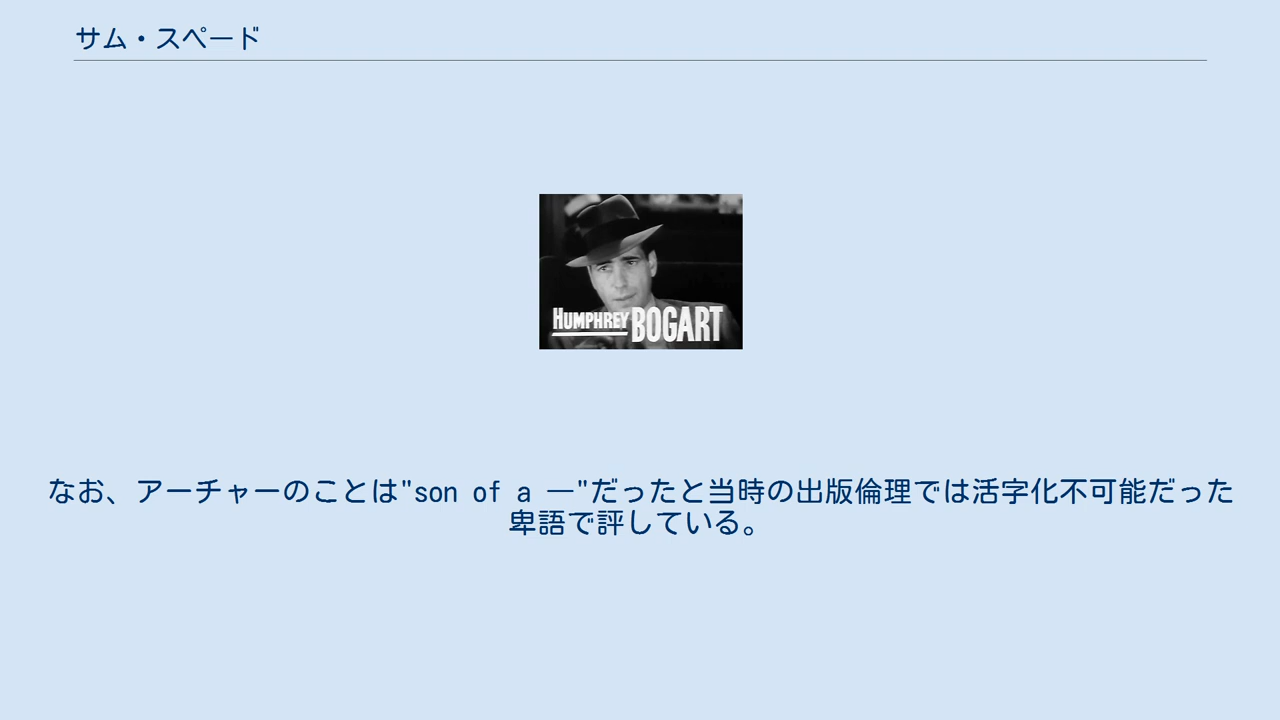 サム・スペード
HUMPHREY BOGART
なお、アーチャーのことは"son of a ―"だったと当時の出版倫理では活字化不可能だった
卑語で評している。